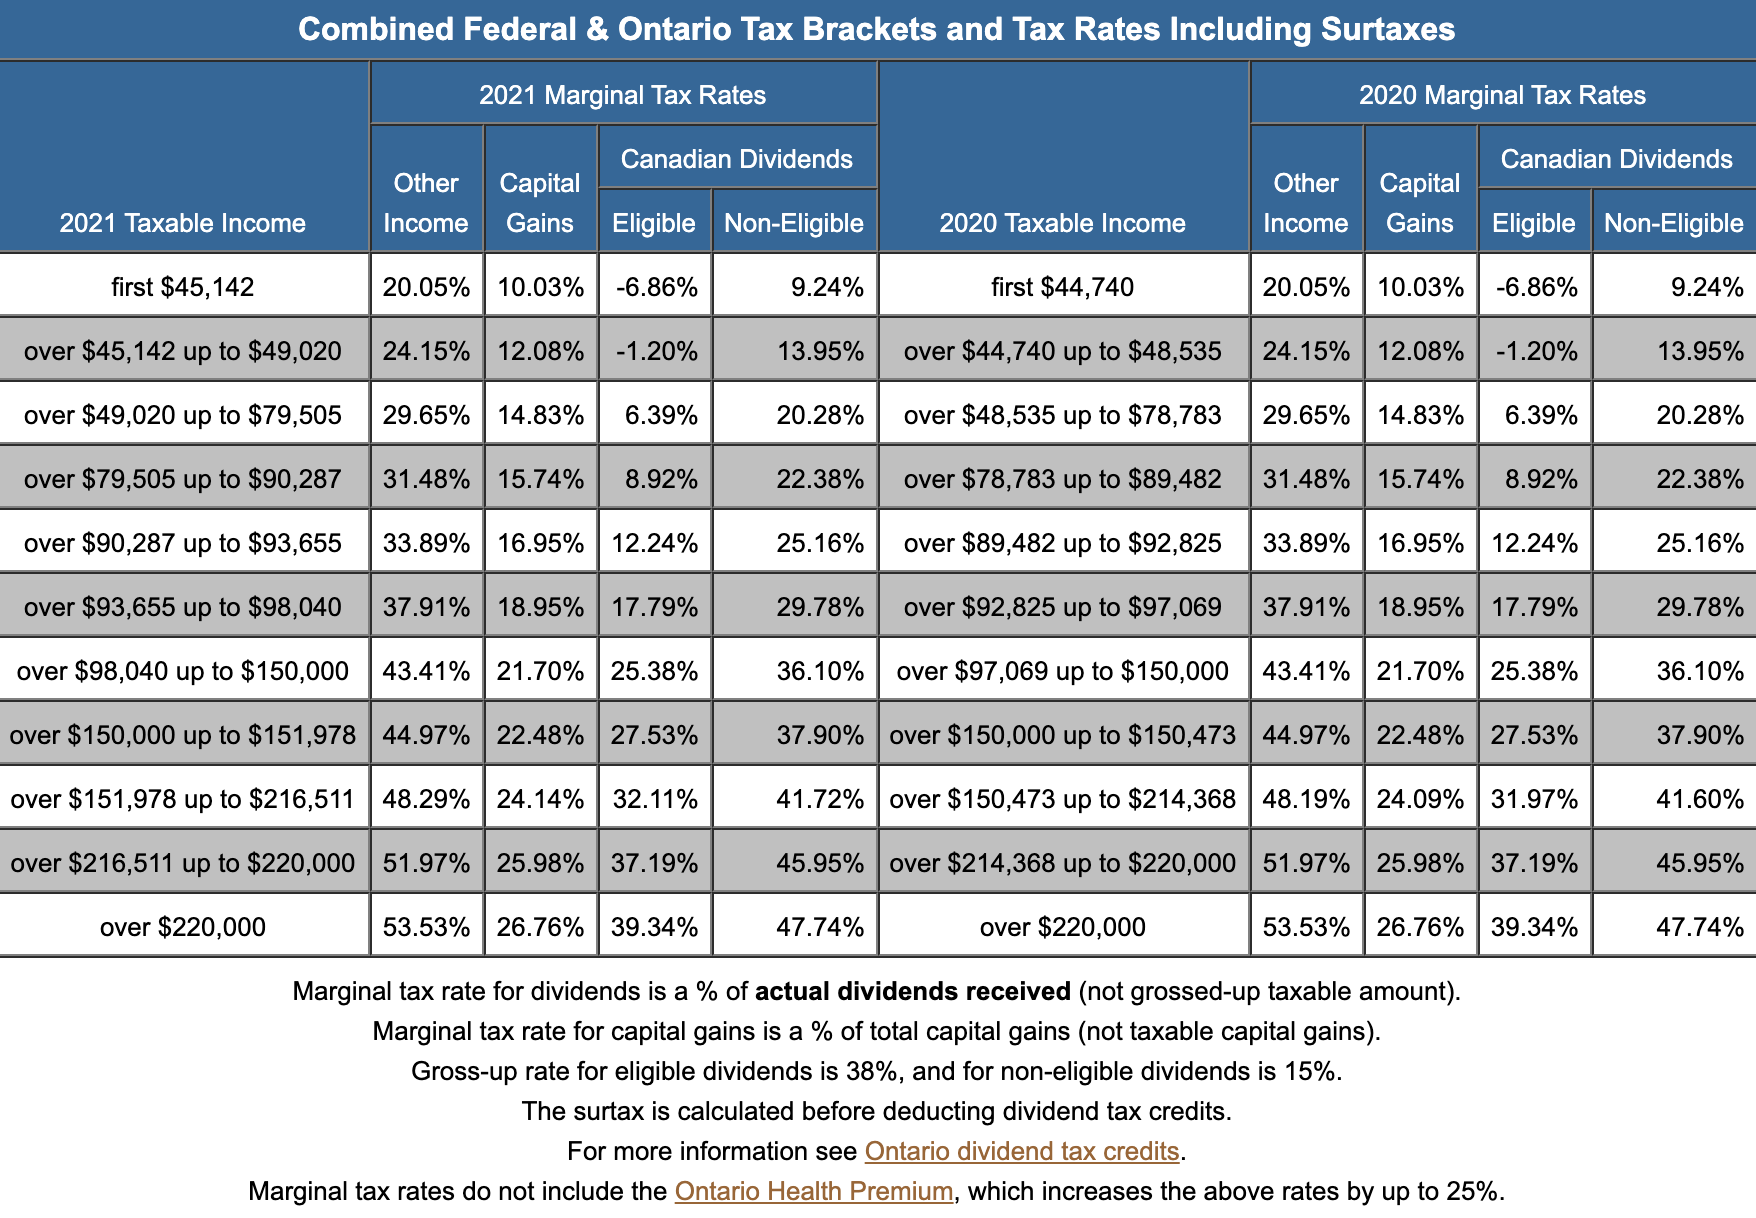 Combined Federal & Ontario Tax Brackets and Tax Rates Including Surtaxes
2021 Taxable Income 2021 Marginal Tax Rates 2020 Taxable Income 2020 Marginal Tax Rates
Other Income Capital Gains Canadian Dividends Other Income Capital Gains Canadian Dividends
Eligible Non-Eligible Eligible Non-Eligible
first $45,142 20.05% 10.03% -6.86% 9.24% first $44,740 20.05% 10.03% -6.86% 9.24%
over $45,142 up to $49,020 24.15% 12.08% -1.20% 13.95% over $44,740 up to $48,535 24.15% 12.08% -1.20% 13.95%
over $49,020 up to $79,505 29.65% 14.83% 6.39% 20.28% over $48,535 up to $78,783 29.65% 14.83% 6.39% 20.28%
over $79,505 up to $90,287 31.48% 15.74% 8.92% 22.38% over $78,783 up to $89,482 31.48% 15.74% 8.92% 22.38%
over $90,287 up to $93,655 33.89% 16.95% 12.24% 25.16% over $89,482 up to $92,825 33.89% 16.95% 12.24% 25.16%
over $93,655 up to $98,040 37.91% 18.95% 17.79% 29.78% over $92,825 up to $97,069 37.91% 18.95% 17.79% 29.78%
over $98,040 up to $150,000 43.41% 21.70% 25.38% 36.10% over $97,069 up to $150,000 43.41% 21.70% 25.38% 36.10%
over $150,000 up to $151,978 44.97% 22.48% 27.53% 37.90% over $150,000 up to $150,473 44.97% 22.48% 27.53% 37.90%
over $151,978 up to $216,511 48.29% 24.14% 32.11% 41.72% over $150,473 up to $214,368 48.19% 24.09% 31.97% 41.60%
over $216,511 up to $220,000 51.97% 25.98% 37.19% 45.95% over $214,368 up to $220,000 51.97% 25.98% 37.19% 45.95%
over $220,000 53.53% 26.76% 39.34% 47.74% over $220,000 53.53% 26.76% 39.34% 47.74%
Marginal tax rate for dividends is a % of actual dividends received (not grossed-up taxable amount).
Marginal tax rate for capital gains is a % of total capital gains (not taxable capital gains).
Gross-up rate for eligible dividends is 38%, and for non-eligible dividends is 15%.
The surtax is calculated before deducting dividend tax credits.
For more information see Ontario dividend tax credits.
Marginal tax rates do not include the Ontario Health Premium, which increases the above rates by up to 25%.